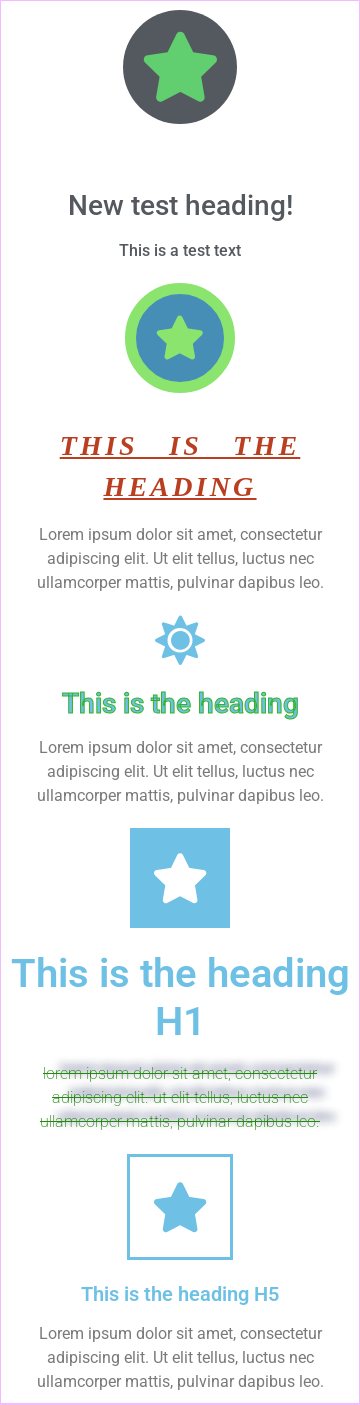 New test heading!
This is a test text
THIS IS THE
HEADING
Lorem ipsum dolor sit amet, consectetur
adipiscing elit. Ut elit tellus, luctus nec
ullamcorper mattis, pulvinar dapibus leo.
This is the heading
Lorem ipsum dolor sit amet, consectetur
adipiscing elit. Ut elit tellus, luctus nec
ullamcorper mattis, pulvinar dapibus leo.
This is the heading
H1
lorem ipsum dolor sit amet, consectetur
adipiscing elit. ut elit tellus, luctus nec
ullamcorper mattis, pulvinar dapibus leo.
This is the heading H5
Lorem ipsum dolor sit amet, consectetur
adipiscing elit. Ut elit tellus, luctus nec
ullamcorper mattis, pulvinar dapibus leo.